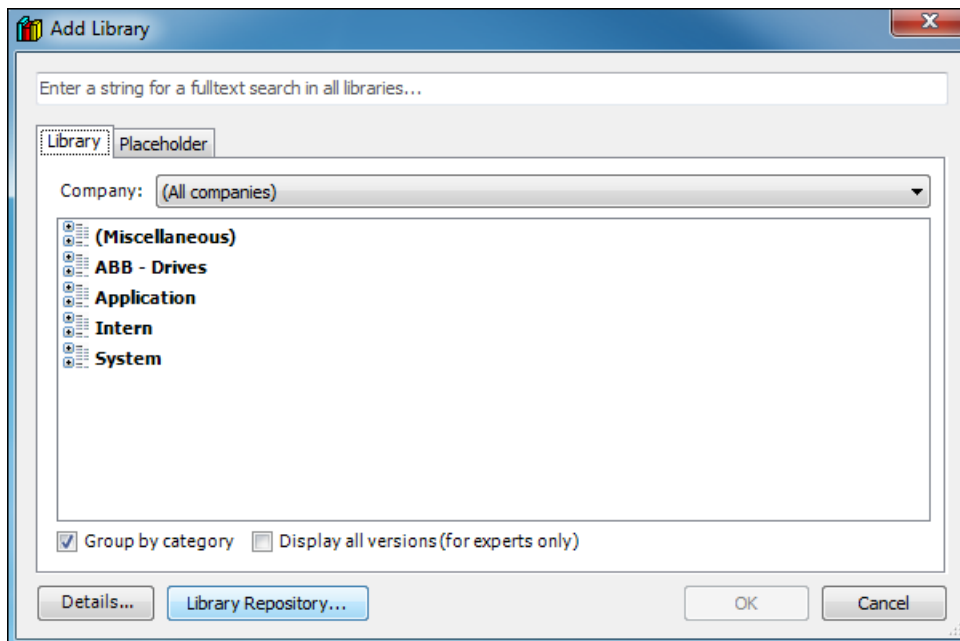 Add Library
Enter a string for a fulltext search in all libraries...
Library Placeholder
Company: (All companies)
(Miscellaneous)
ABB - Drives
Application
Intern
System
Group by category Display all versions(for experts only)
Details... Library Repository... OK Cancel